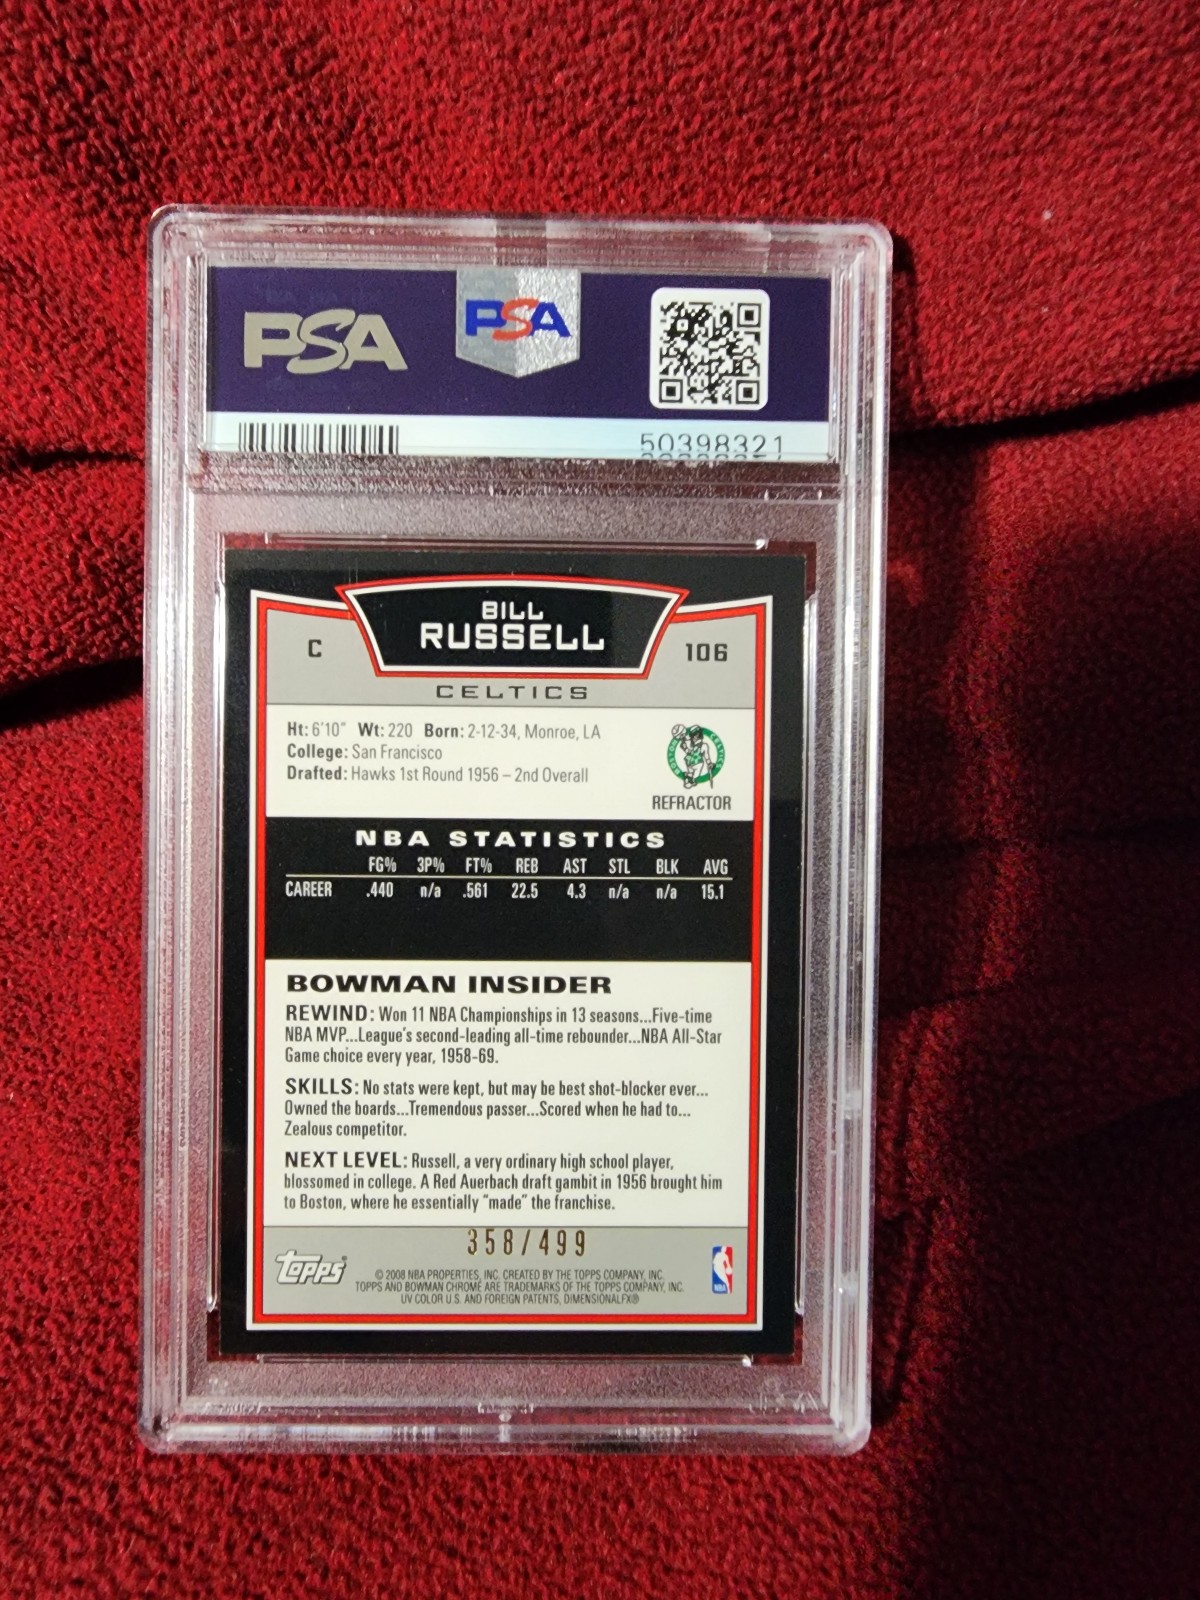 PSA PSA
50398321
BILL
RUSSELL
C 106
CELTICS
Ht: 6'10" Wt: 220 Born: 2-12-34, Monroe, LA
College: San Francisco
Drafted: Hawks 1st Round 1956 – 2nd Overall
BOSTON CELTICS
REFRACTOR
NBA STATISTICS
FG% 3P% FT% REB AST STL BLK AVG
CAREER .440 n/a .561 22.5 4.3 n/a n/a 15.1
BOWMAN INSIDER
REWIND: Won 11 NBA Championships in 13 seasons...Five-time
NBA MVP...League's second-leading all-time rebounder...NBA All-Star
Game choice every year, 1958-69.
SKILLS: No stats were kept, but may be best shot-blocker ever...
Owned the boards...Tremendous passer...Scored when he had to...
Zealous competitor.
NEXT LEVEL: Russell, a very ordinary high school player,
blossomed in college. A Red Auerbach draft gambit in 1956 brought him
to Boston, where he essentially "made" the franchise.
358/499
Topps
© 2008 NBA PROPERTIES, INC. CREATED BY THE TOPPS COMPANY, INC.
TOPPS AND BOWMAN CHROME ARE TRADEMARKS OF THE TOPPS COMPANY, INC.
UV COLOR U.S. AND FOREIGN PATENTS, DIMENSIONALFX®
NBA